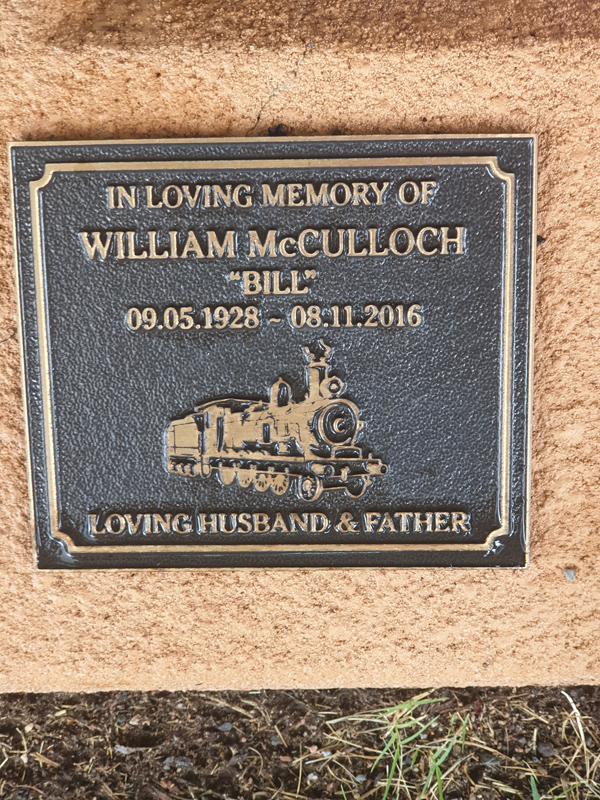 IN LOVING MEMORY OF
WILLIAM McCULLOCH
"BILL"
09.05.1928 ~ 08.11.2016
LOVING HUSBAND & FATHER